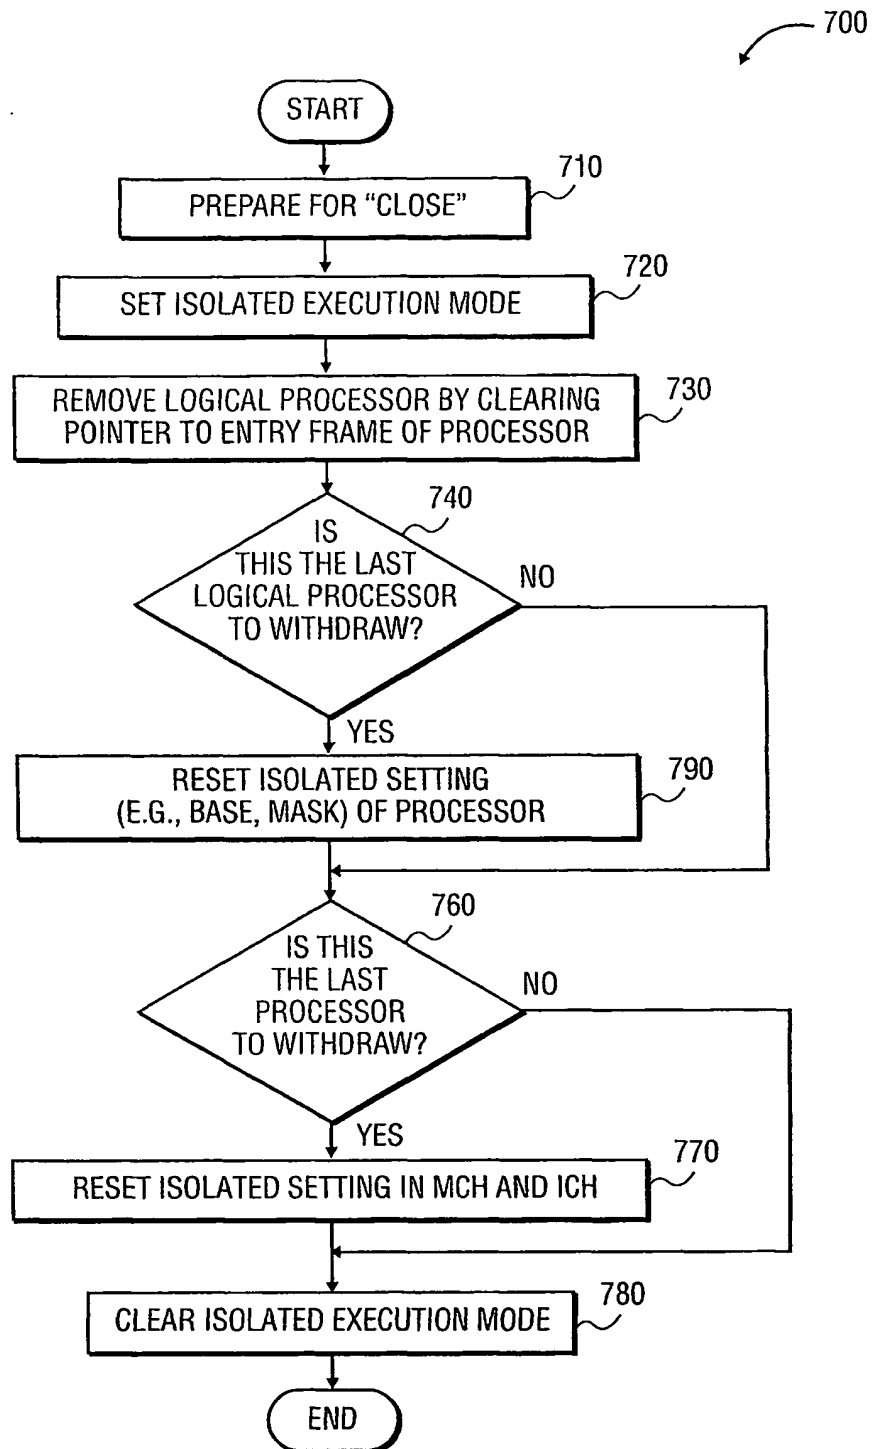 700
START
710
PREPARE FOR “CLOSE”
720
SET ISOLATED EXECUTION MODE
730
REMOVE LOGICAL PROCESSOR BY CLEARING
POINTER TO ENTRY FRAME OF PROCESSOR
740
IS
THIS THE LAST
LOGICAL PROCESSOR
TO WITHDRAW?
NO
YES
790
RESET ISOLATED SETTING
(E.G., BASE, MASK) OF PROCESSOR
760
IS THIS
THE LAST
PROCESSOR
TO WITHDRAW?
NO
YES
770
RESET ISOLATED SETTING IN MCH AND ICH
780
CLEAR ISOLATED EXECUTION MODE
END